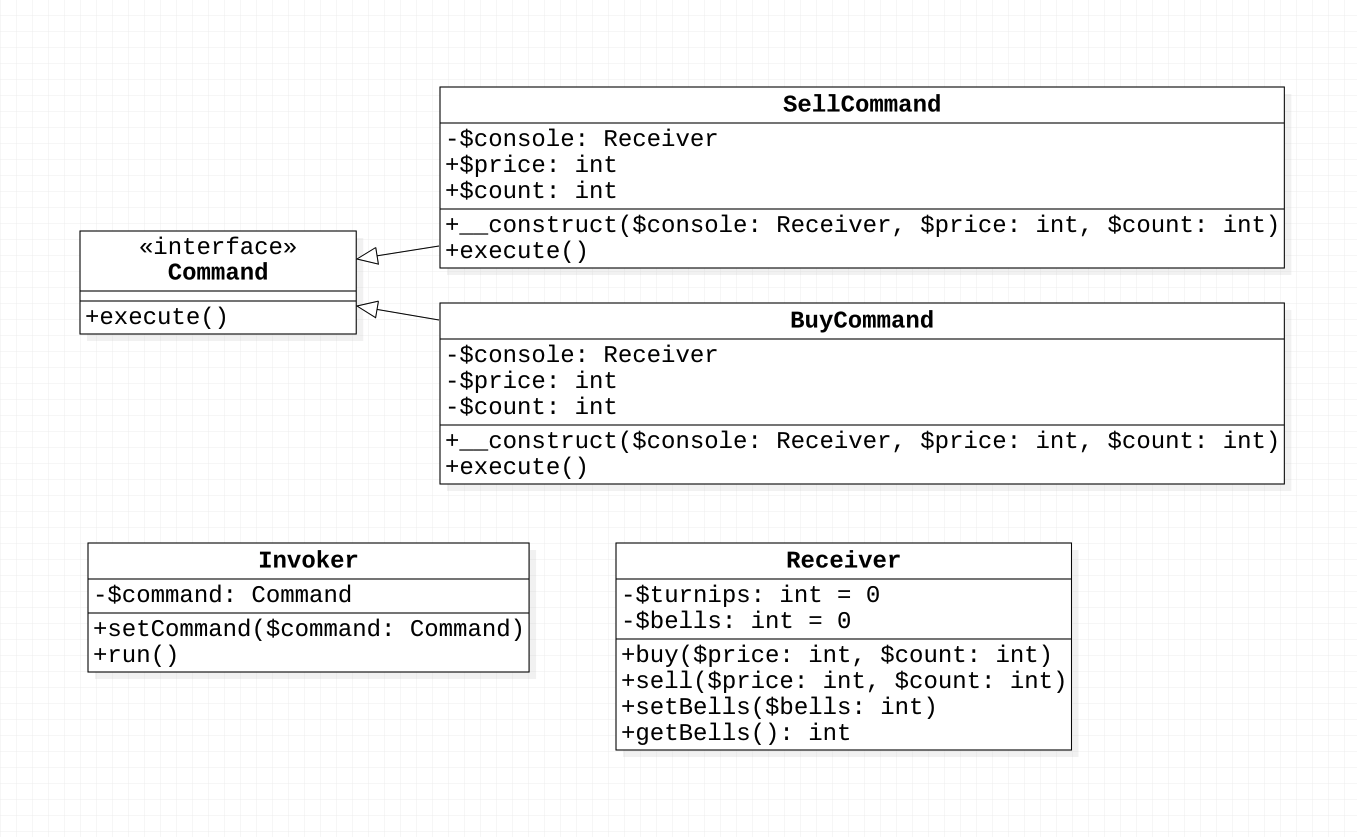 SellCommand
-$console: Receiver
+$price: int
+$count: int
+__construct($console: Receiver, $price: int, $count: int)
+execute()
«interface»
Command
+execute()
BuyCommand
-$console: Receiver
-$price: int
-$count: int
+__construct($console: Receiver, $price: int, $count: int)
+execute()
Invoker
-$command: Command
+setCommand($command: Command)
+run()
Receiver
-$turnips: int = 0
-$bells: int = 0
+buy($price: int, $count: int)
+sell($price: int, $count: int)
+setBells($bells: int)
+getBells(): int